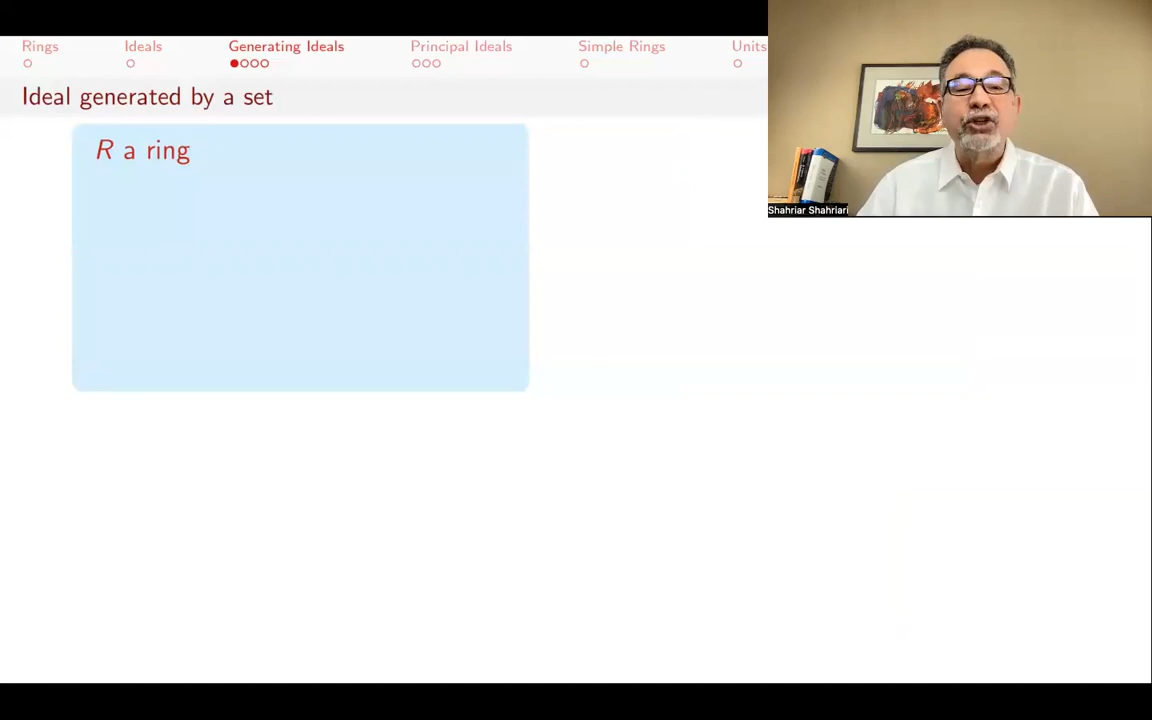 Rings Ideals Generating Ideals Principal Ideals Simple Rings Units
Ideal generated by a set
R a ring
Shahriar Shahriari